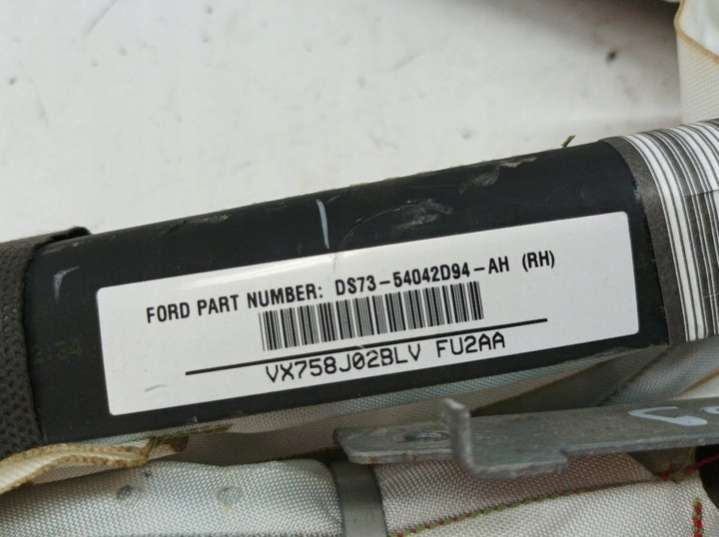 FORD PART NUMBER: DS73-54042D94-AH (RH)
VX758J02BLV FU2AA